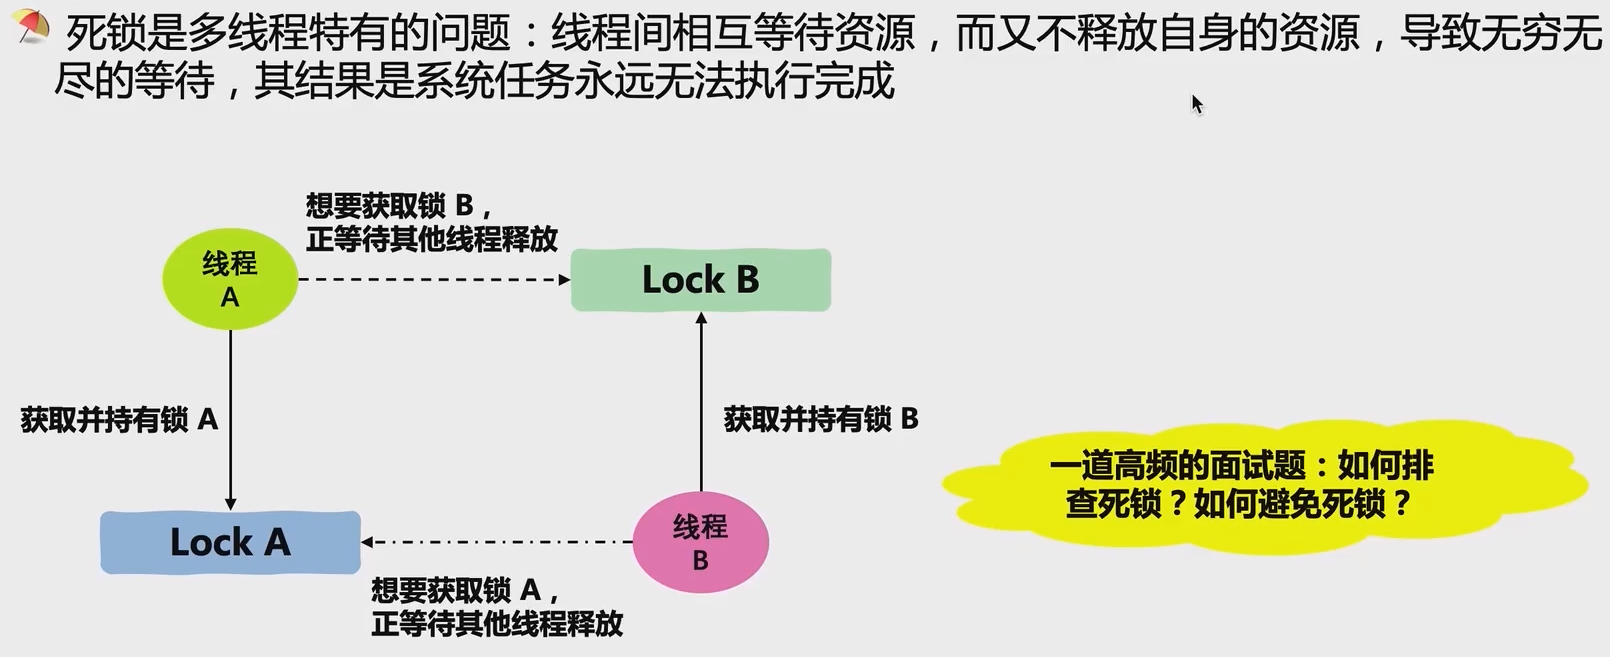 死锁是多线程特有的问题：线程间相互等待资源，而又不释放自身的资源，导致无穷无
尽的等待，其结果是系统任务永远无法执行完成
想要获取锁 B，
正等待其他线程释放
线程
A
Lock B
获取并持有锁 A
获取并持有锁 B
一道高频的面试题：如何排
查死锁？如何避免死锁？
Lock A
线程
B
想要获取锁 A，
正等待其他线程释放